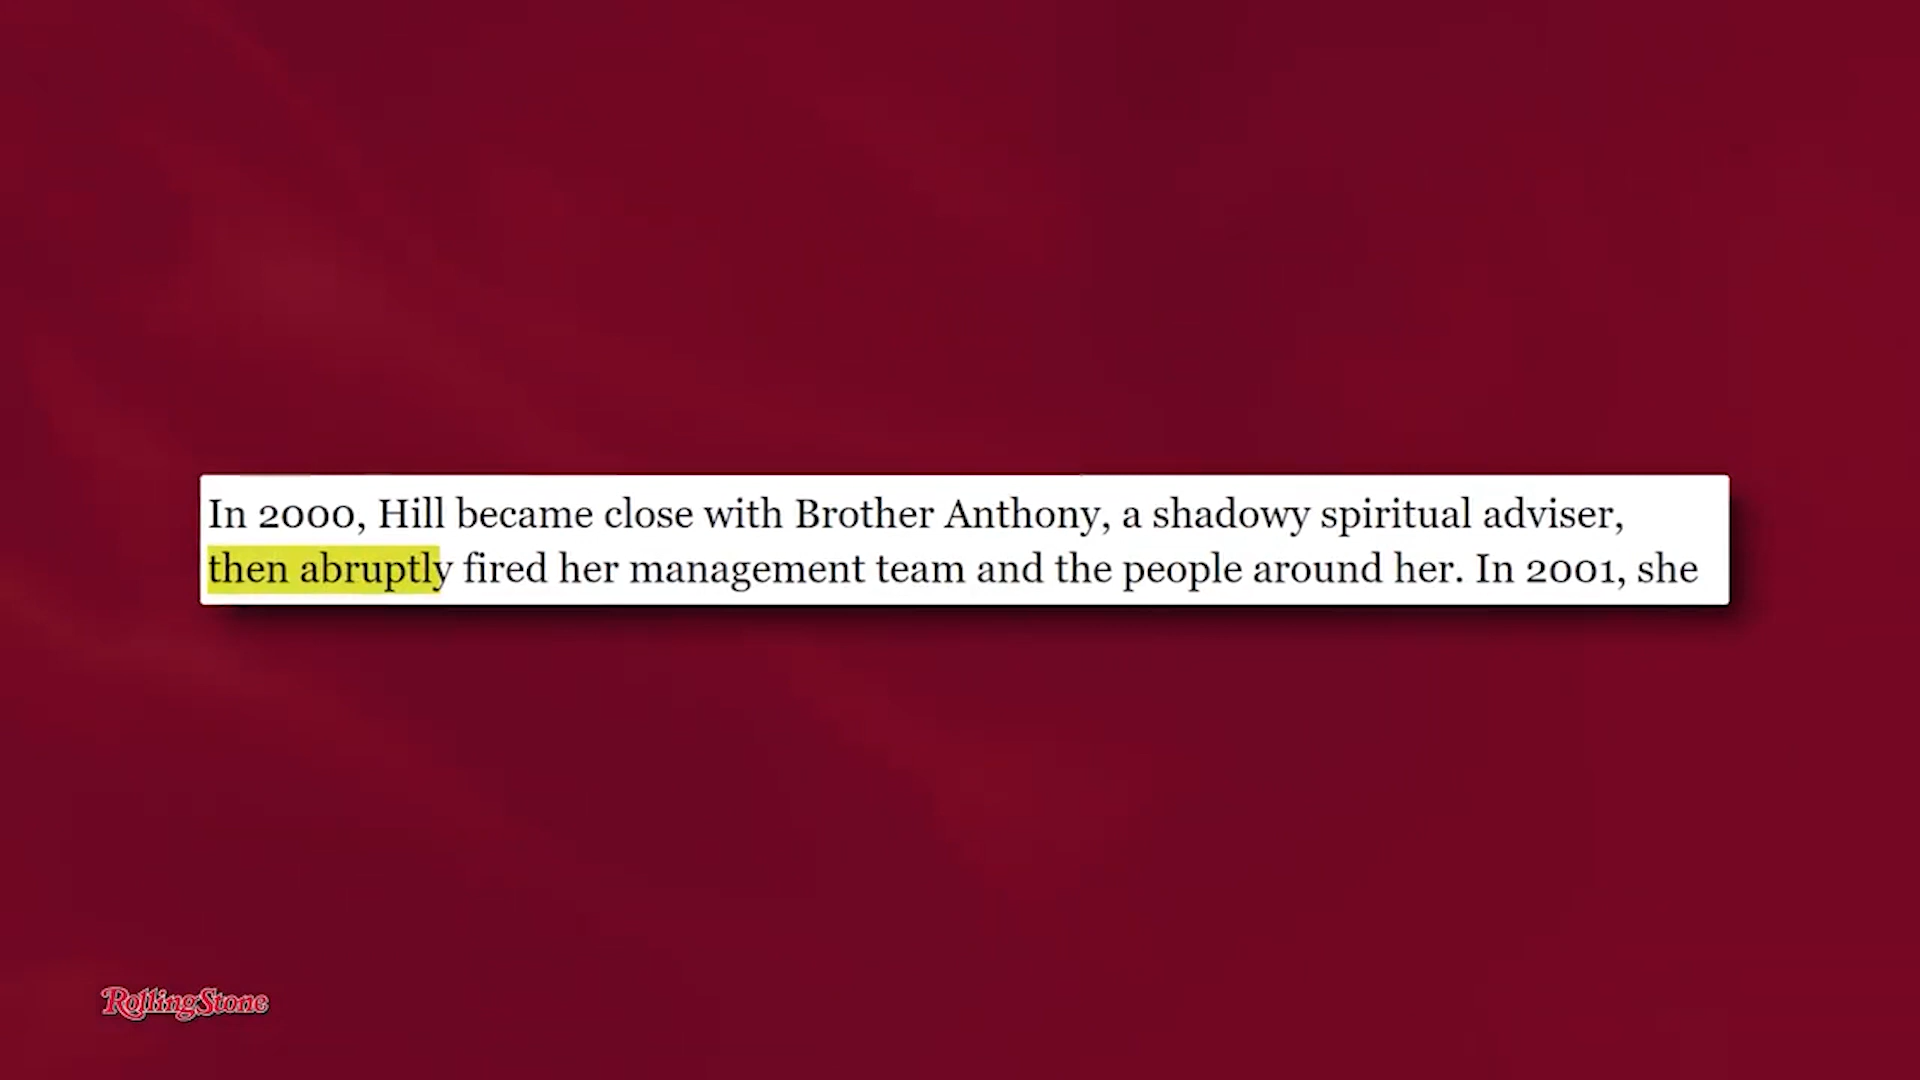 In 2000, Hill became close with Brother Anthony, a shadowy spiritual adviser,
then abruptly fired her management team and the people around her. In 2001, she
RollingStone